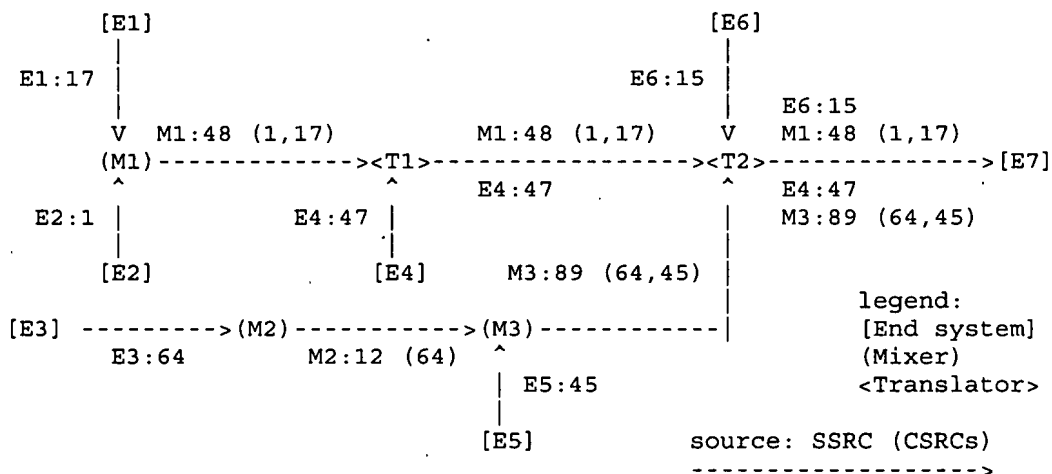 [E1] [E6]
E1:17 E6:15
E6:15
V M1:48 (1,17) M1:48 (1,17) V M1:48 (1,17)
(M1) -------------><T1>-----------------><T2>-------------->[E7]
^ ^ E4:47 ^ E4:47
E2:1 E4:47 M3:89 (64,45)
[E2] [E4] M3:89 (64,45)
legend:
[E3] --------->(M2) ----------->(M3) ------------| [End system]
E3:64 M2:12 (64) ^ (Mixer)
E5:45 <Translator>
[E5] source: SSRC (CSRCs)
------------------->